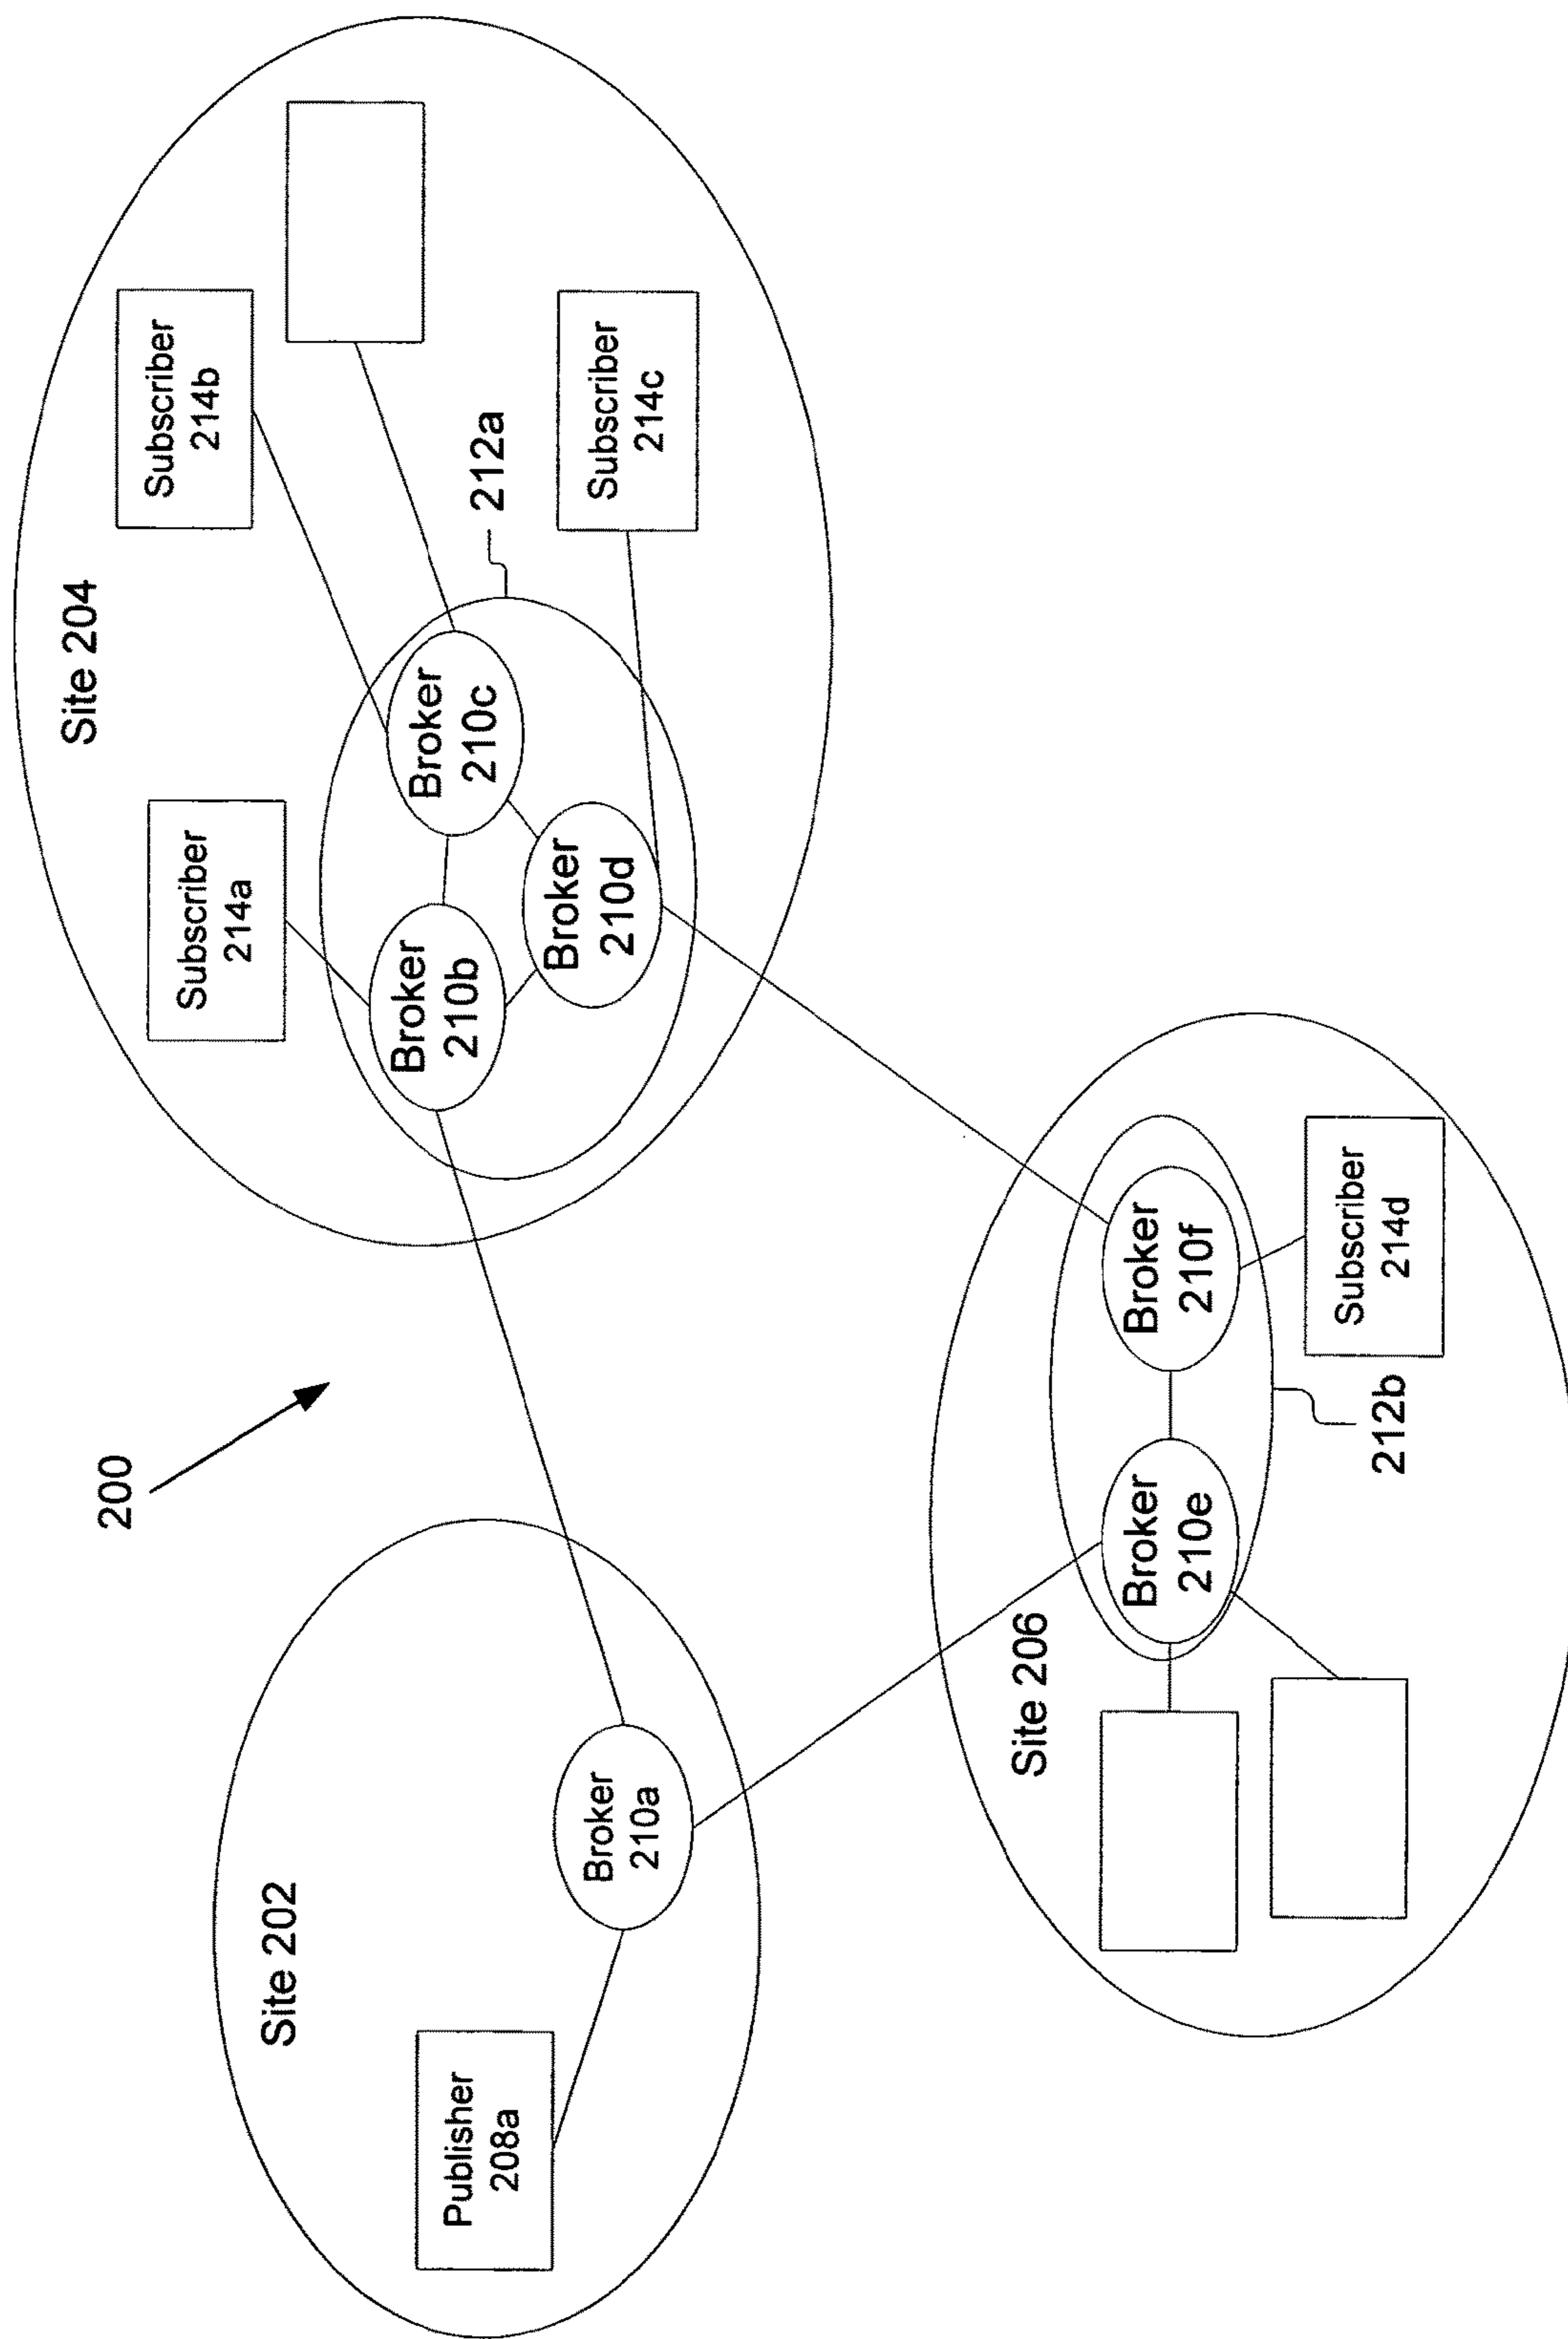 200
Site 202
Publisher
208a
Broker
210a
Site 204
Subscriber
214a
Subscriber
214b
Broker
210b
Broker
210c
Broker
210d
212a
Subscriber
214c
Site 206
Broker
210e
Broker
210f
212b
Subscriber
214d